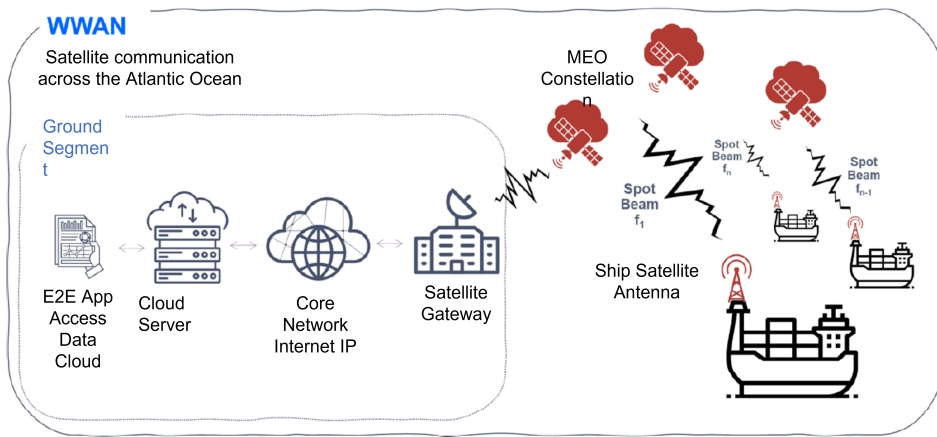 WWAN
Satellite communication
across the Atlantic Ocean
MEO
Constellatio
n
Ground
Segmen
t
Spot
Beam
f1
Spot
Beam
fn
Spot
Beam
fn-1
E2E App
Access
Data
Cloud
Cloud
Server
Core
Network
Internet IP
Satellite
Gateway
Ship Satellite
Antenna